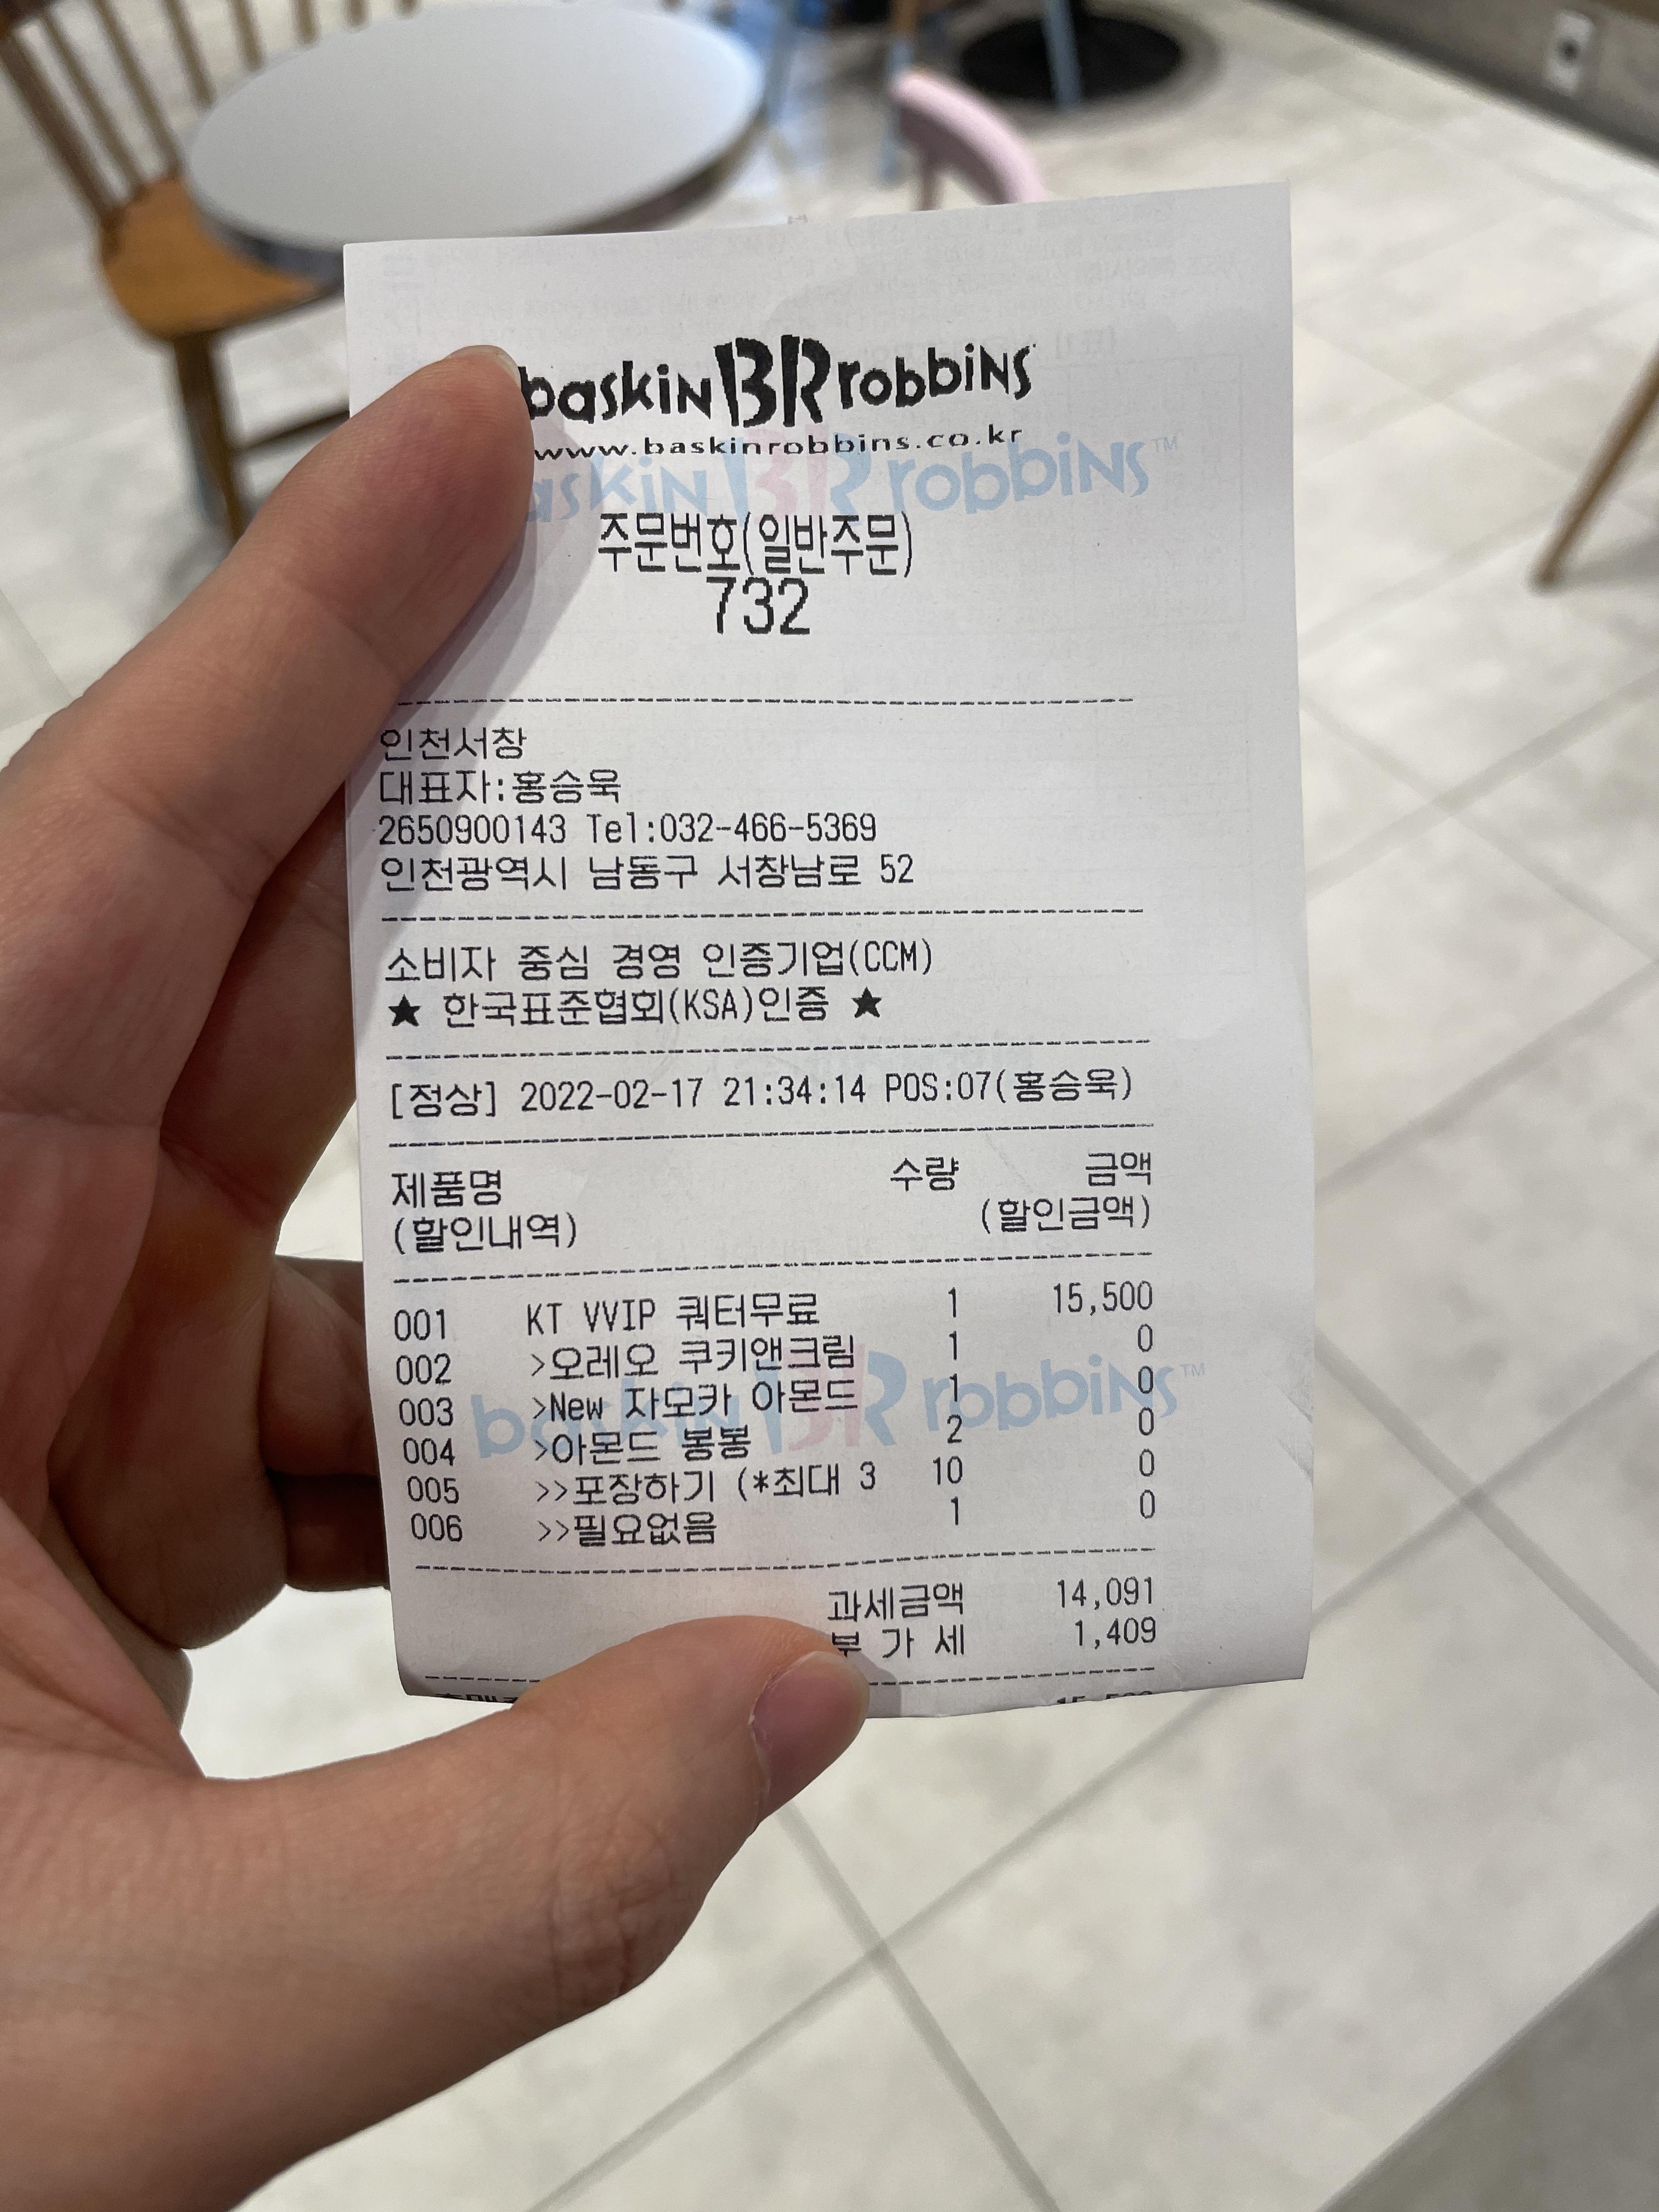 baskin BR robbins
www.baskinrobbins.co.kr
baskin BR robbins™
주문번호(일반주문)
732
인천서창
대표자:홍승욱
2650900143 Tel:032-466-5369
인천광역시 남동구 서창남로 52
소비자 중심 경영 인증기업(CCM)
★ 한국표준협회(KSA)인증 ★
[정상] 2022-02-17 21:34:14 POS:07(홍승욱)
제품명 수량 금액
(할인내역) (할인금액)
001 KT VVIP 쿼터무료 1 15,500
002 >오레오 쿠키앤크림 1 0
003 >New 자모카 아몬드 1 0
004 >아몬드 봉봉 2 0
005 >>포장하기 (*최대 3 10 0
006 >>필요없음 1 0
baskin BR robbins™
과세금액 14,091
부 가 세 1,409